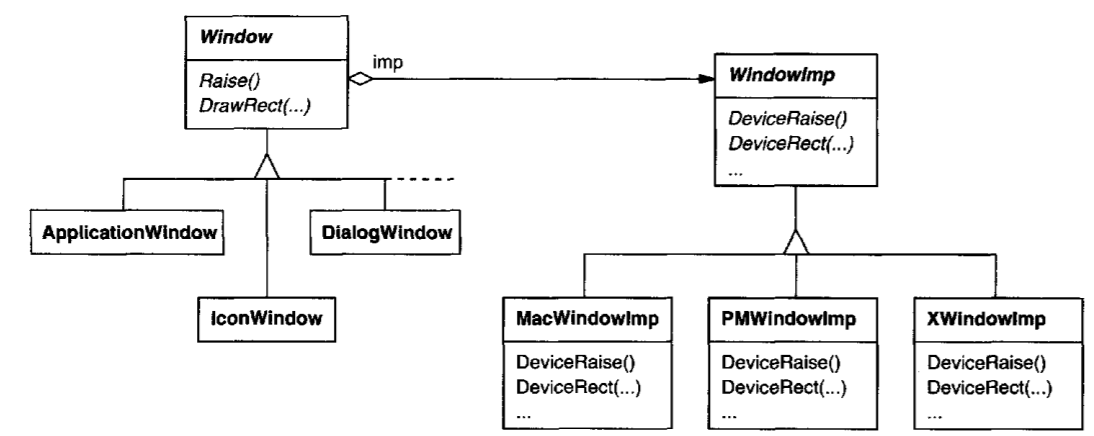 Window
Raise()
DrawRect(...)
imp
WindowImp
DeviceRaise()
DeviceRect(...)
...
ApplicationWindow
DialogWindow
IconWindow
MacWindowImp
DeviceRaise()
DeviceRect(...)
...
PMWindowImp
DeviceRaise()
DeviceRect(...)
...
XWindowImp
DeviceRaise()
DeviceRect(...)
...